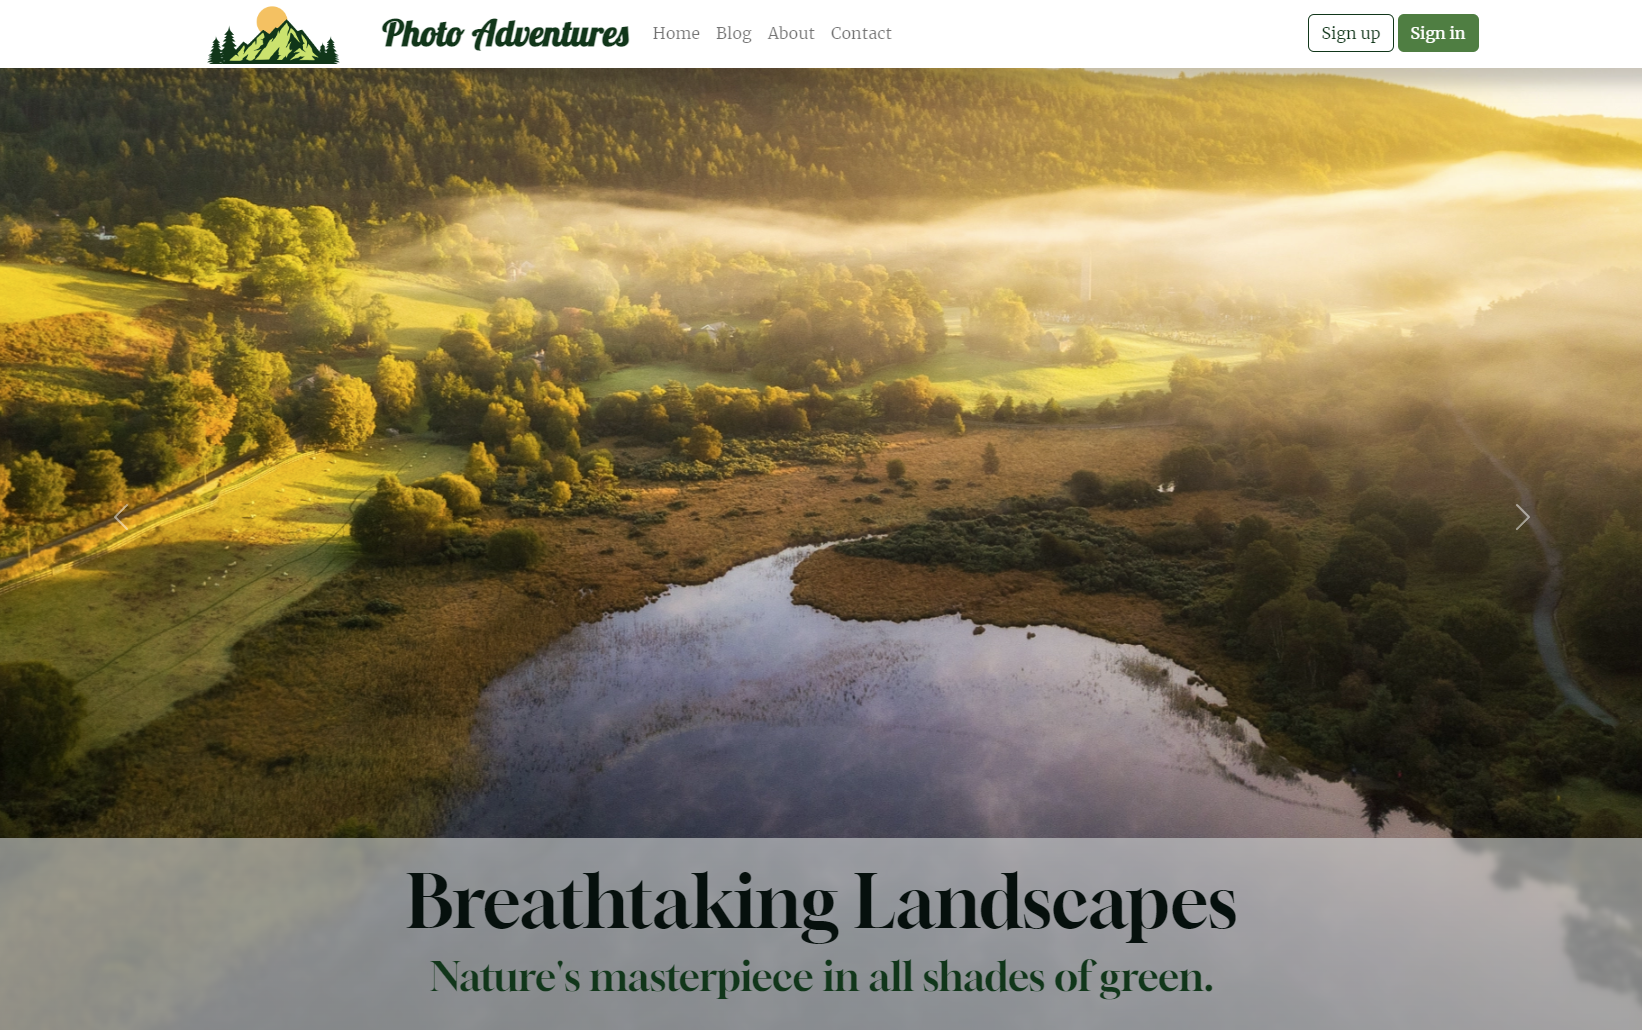 Photo Adventures
Home Blog About Contact
Sign up
Sign in
Breathtaking Landscapes
Nature's masterpiece in all shades of green.